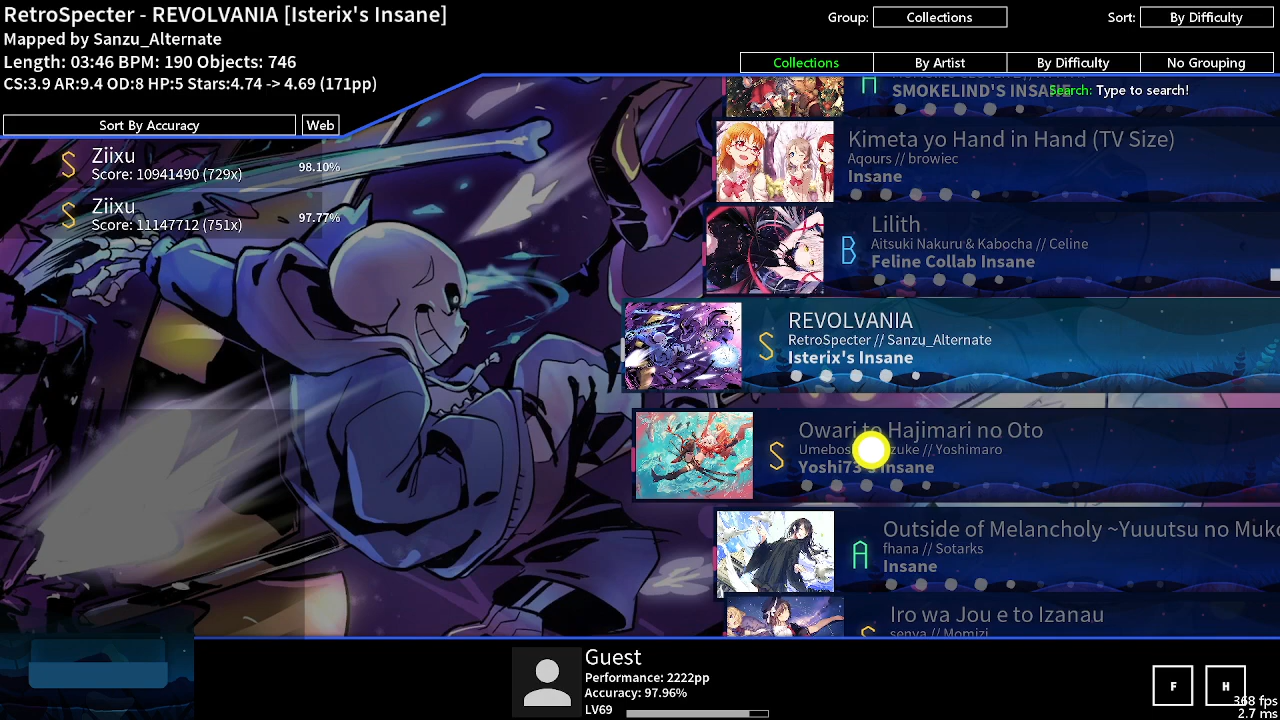 RetroSpecter - REVOLVANIA [Isterix's Insane]
Mapped by Sanzu_Alternate
Length: 03:46 BPM: 190 Objects: 746
CS:3.9 AR:9.4 OD:8 HP:5 Stars:4.74 -> 4.69 (171pp)
Group: Collections
Sort: By Difficulty
Collections By Artist By Difficulty No Grouping
Search: Type to search!
Sort By Accuracy Web
S Ziixu
Score: 10941490 (729x) 98.10%
S Ziixu
Score: 11147712 (751x) 97.77%
A
SMOKELIND'S INSANE
Kimeta yo Hand in Hand (TV Size)
Aqours // browiec
Insane
B Lilith
Aitsuki Nakuru & Kabocha // Celine
Feline Collab Insane
S REVOLVANIA
RetroSpecter // Sanzu_Alternate
Isterix's Insane
S Owari to Hajimari no Oto
// Yoshimaro
Yoshi73's Insane
A Outside of Melancholy ~Yuuutsu no Muko
fhana // Sotarks
Insane
S Iro wa Jou e to Izanau
senya // Momizi
Guest
Performance: 2222pp
Accuracy: 97.96%
LV69
F H
368 fps
2.7 ms